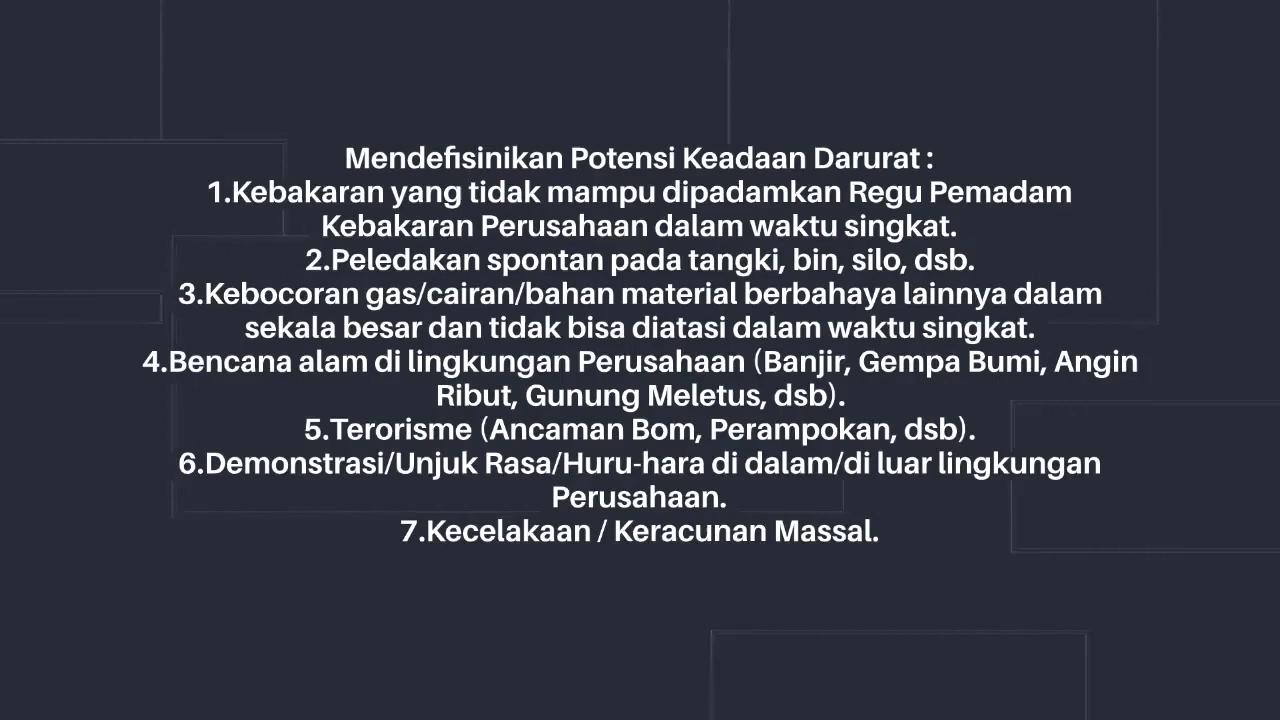 Mendefisinikan Potensi Keadaan Darurat :
1.Kebakaran yang tidak mampu dipadamkan Regu Pemadam
Kebakaran Perusahaan dalam waktu singkat.
2.Peledakan spontan pada tangki, bin, silo, dsb.
3.Kebocoran gas/cairan/bahan material berbahaya lainnya dalam
sekala besar dan tidak bisa diatasi dalam waktu singkat.
4.Bencana alam di lingkungan Perusahaan (Banjir, Gempa Bumi, Angin
Ribut, Gunung Meletus, dsb).
5.Terorisme (Ancaman Bom, Perampokan, dsb).
6.Demonstrasi/Unjuk Rasa/Huru-hara di dalam/di luar lingkungan
Perusahaan.
7.Kecelakaan / Keracunan Massal.